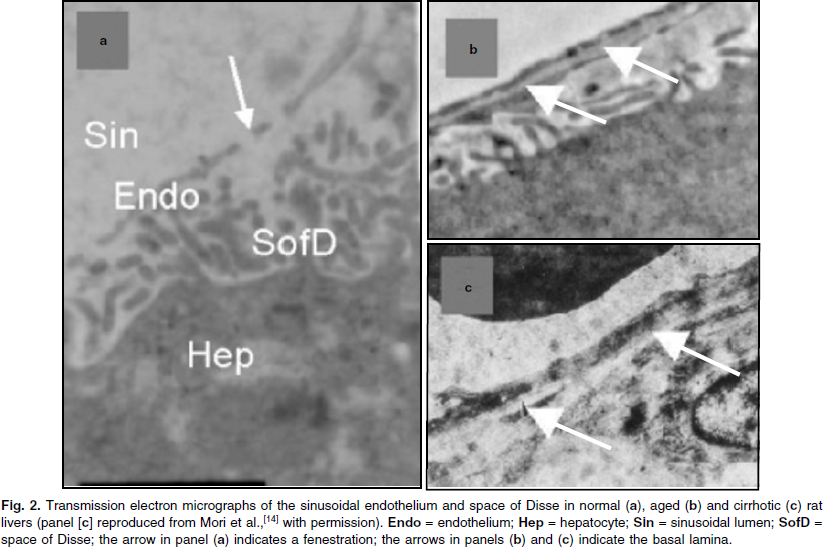 a
Sin
Endo
SofD
Hep
b
c
Fig. 2. Transmission electron micrographs of the sinusoidal endothelium and space of Disse in normal (a), aged (b) and cirrhotic (c) rat
livers (panel [c] reproduced from Mori et al.,[14] with permission). Endo = endothelium; Hep = hepatocyte; Sin = sinusoidal lumen; SofD =
space of Disse; the arrow in panel (a) indicates a fenestration; the arrows in panels (b) and (c) indicate the basal lamina.